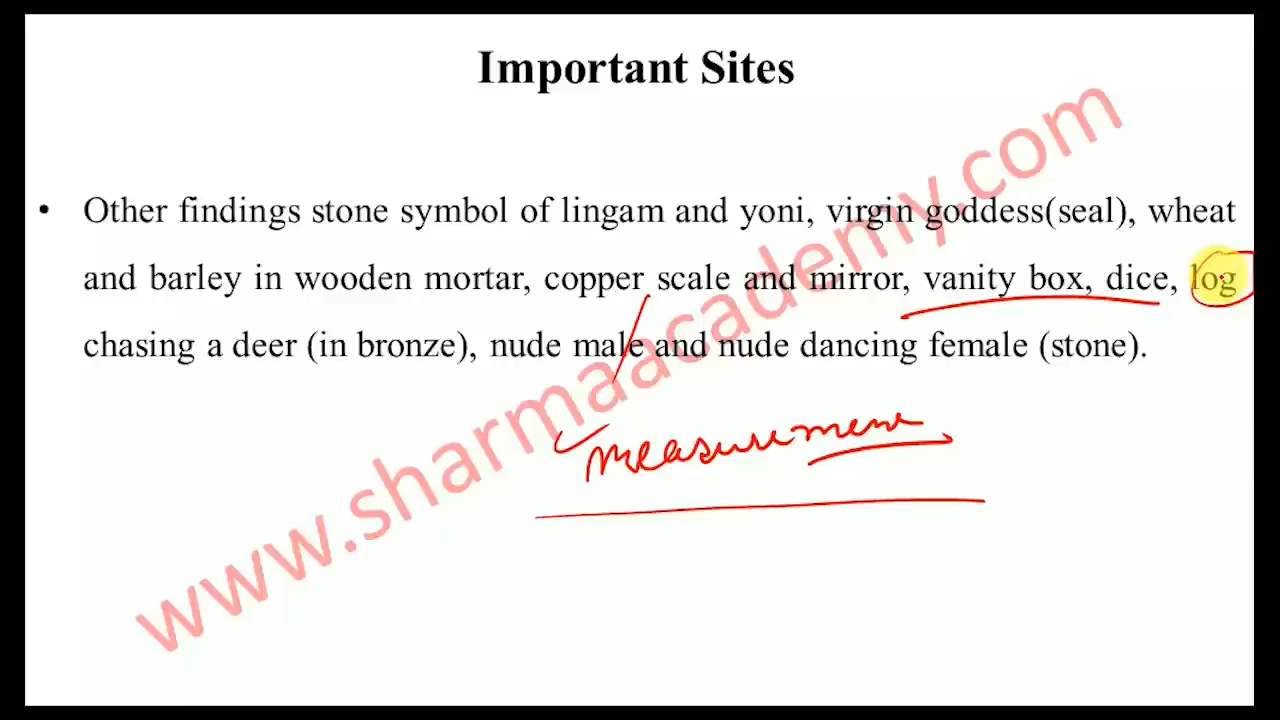 Important Sites
• Other findings stone symbol of lingam and yoni, virgin goddess(seal), wheat
and barley in wooden mortar, copper scale and mirror, vanity box, dice, log
chasing a deer (in bronze), nude male and nude dancing female (stone).
measurement
www.sharmaacademy.com